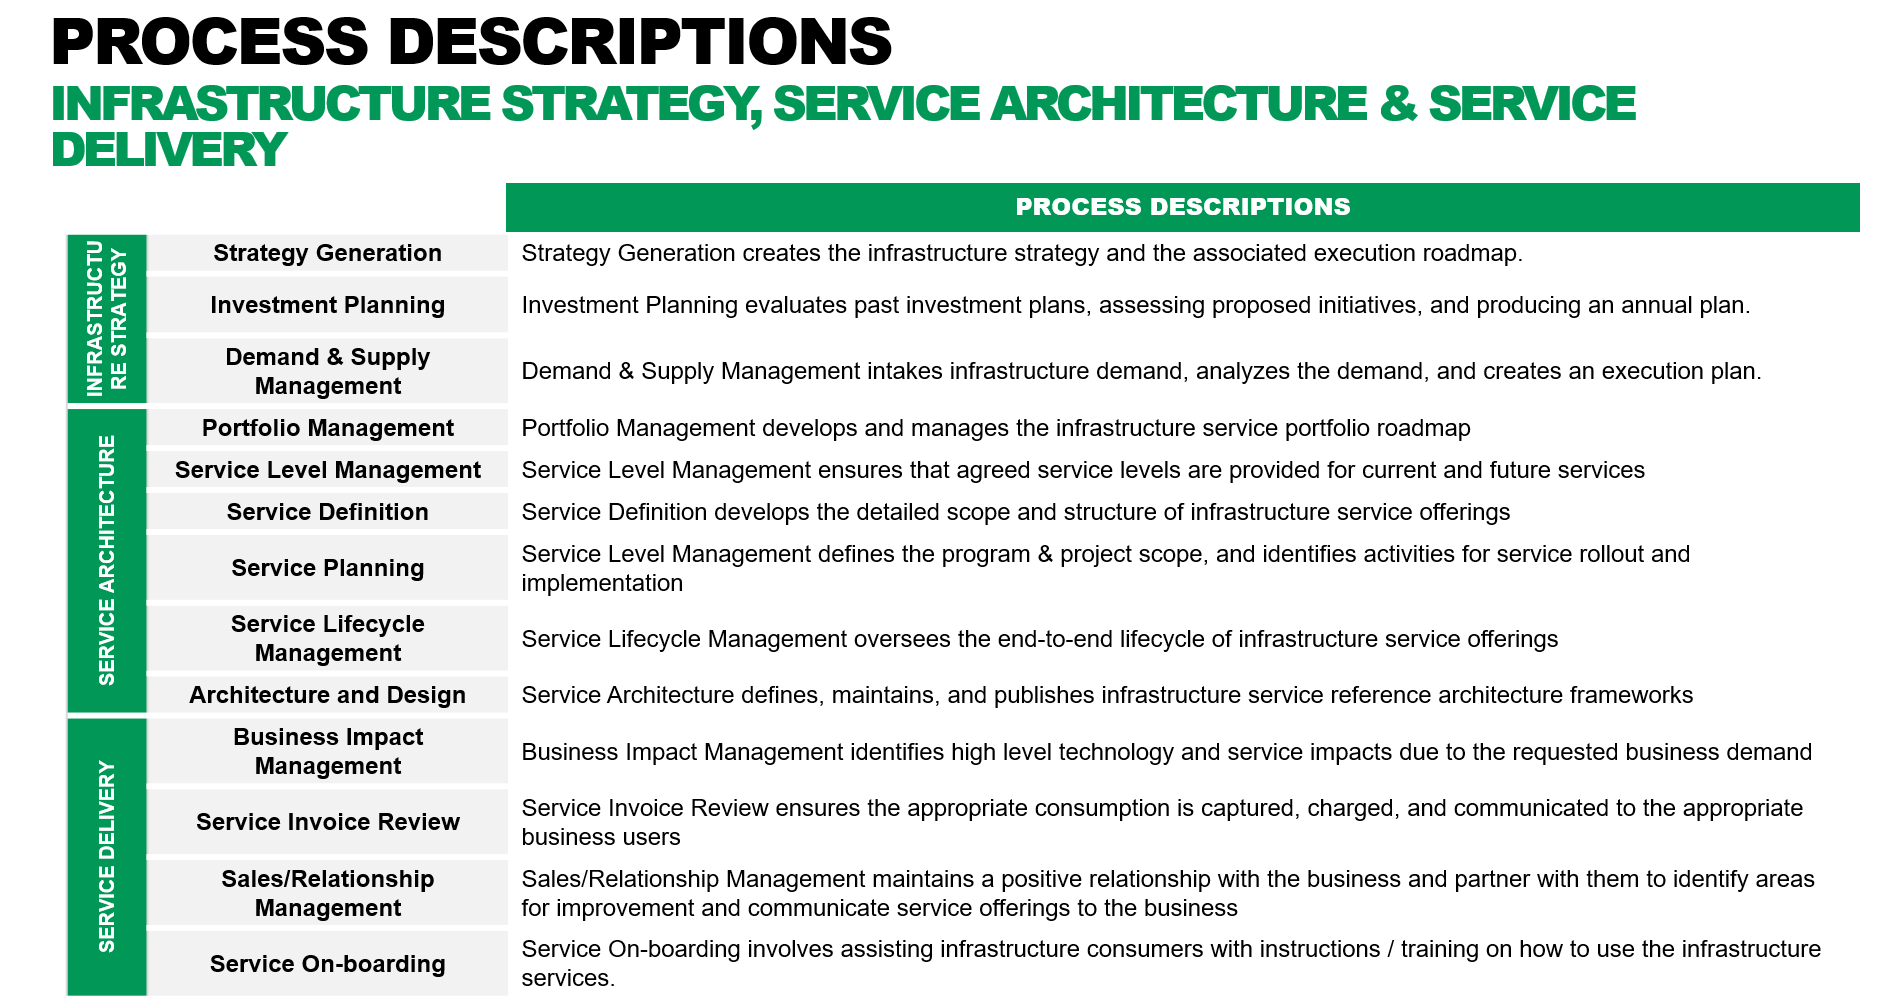 PROCESS DESCRIPTIONS
INFRASTRUCTURE STRATEGY, SERVICE ARCHITECTURE & SERVICE
DELIVERY
PROCESS DESCRIPTIONS
INFRASTRUCTU
RE STRATEGY
Strategy Generation
Strategy Generation creates the infrastructure strategy and the associated execution roadmap.
Investment Planning
Investment Planning evaluates past investment plans, assessing proposed initiatives, and producing an annual plan.
Demand & Supply
Management
Demand & Supply Management intakes infrastructure demand, analyzes the demand, and creates an execution plan.
SERVICE ARCHITECTURE
Portfolio Management
Portfolio Management develops and manages the infrastructure service portfolio roadmap
Service Level Management
Service Level Management ensures that agreed service levels are provided for current and future services
Service Definition
Service Definition develops the detailed scope and structure of infrastructure service offerings
Service Planning
Service Level Management defines the program & project scope, and identifies activities for service rollout and
implementation
Service Lifecycle
Management
Service Lifecycle Management oversees the end-to-end lifecycle of infrastructure service offerings
Architecture and Design
Service Architecture defines, maintains, and publishes infrastructure service reference architecture frameworks
SERVICE DELIVERY
Business Impact
Management
Business Impact Management identifies high level technology and service impacts due to the requested business demand
Service Invoice Review
Service Invoice Review ensures the appropriate consumption is captured, charged, and communicated to the appropriate
business users
Sales/Relationship
Management
Sales/Relationship Management maintains a positive relationship with the business and partner with them to identify areas
for improvement and communicate service offerings to the business
Service On-boarding
Service On-boarding involves assisting infrastructure consumers with instructions / training on how to use the infrastructure
services.